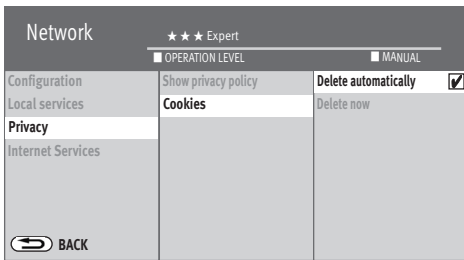 Network
★ ★ ★ Expert
OPERATION LEVEL MANUAL
Configuration Show privacy policy Delete automatically
Local services Cookies Delete now
Privacy
Internet Services
BACK